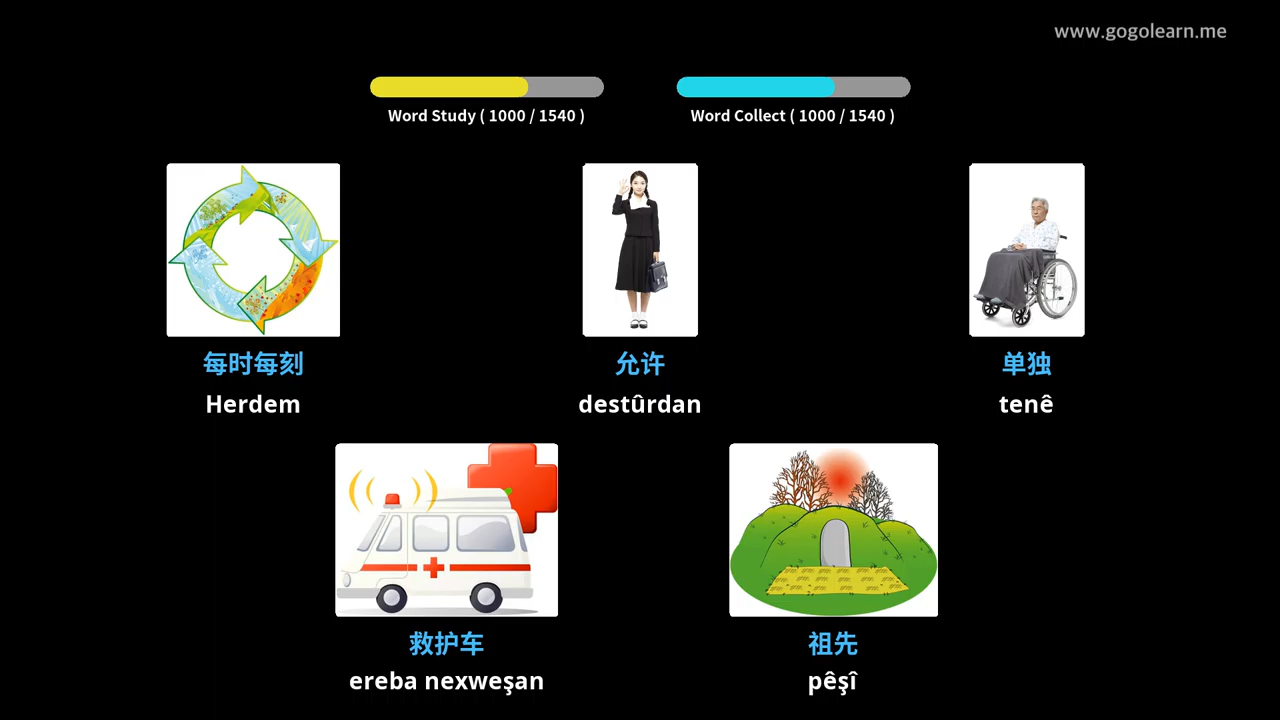 www.gogolearn.me
Word Study ( 1000 / 1540 )
Word Collect ( 1000 / 1540 )
每时每刻
Herdem
允许
destûrdan
单独
tenê
救护车
ereba nexweşan
祖先
pêşî